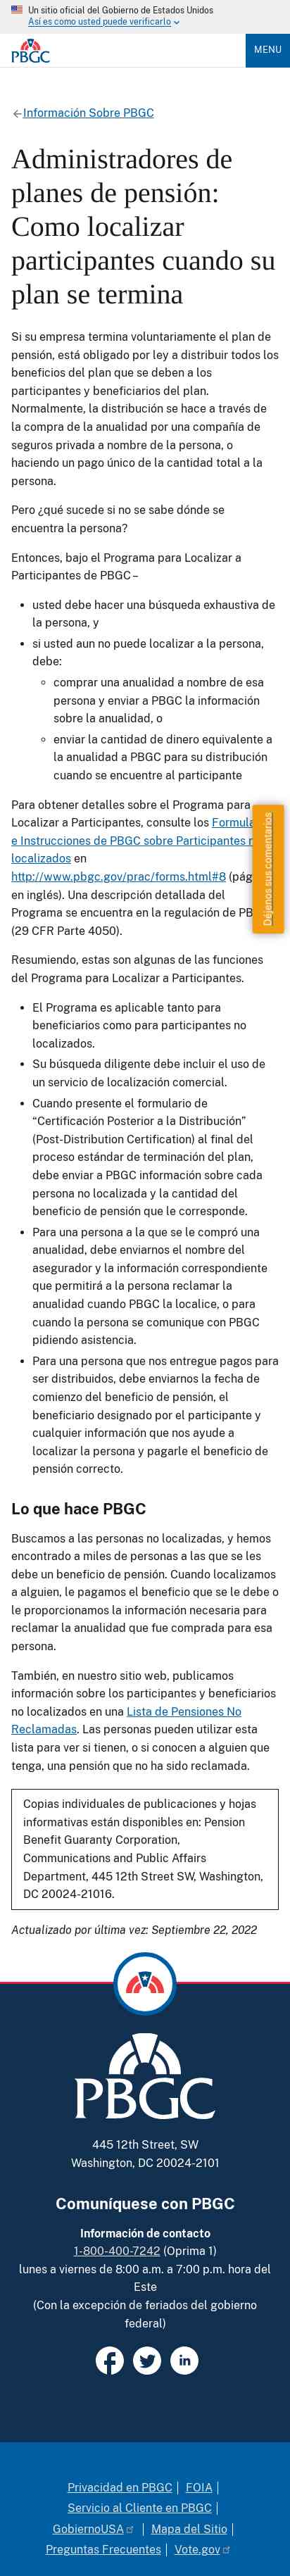 Un sitio oficial del Gobierno de Estados Unidos
Así es como usted puede verificarlo
PBGC
MENU
Información Sobre PBGC
Administradores de
planes de pensión:
Como localizar
participantes cuando su
plan se termina
Si su empresa termina voluntariamente el plan de
pensión, está obligado por ley a distribuir todos los
beneficios del plan que se deben a los
participantes y beneficiarios del plan.
Normalmente, la distribución se hace a través de
la compra de la anualidad por una compañía de
seguros privada a nombre de la persona, o
haciendo un pago único de la cantidad total a la
persona.
Pero ¿qué sucede si no se sabe dónde se
encuentra la persona?
Entonces, bajo el Programa para Localizar a
Participantes de PBGC –
• usted debe hacer una búsqueda exhaustiva de
la persona, y
• si usted aun no puede localizar a la persona,
debe:
◦ comprar una anualidad a nombre de esa
persona y enviar a PBGC la información
sobre la anualidad, o
◦ enviar la cantidad de dinero equivalente a
la anualidad a PBGC para su distribución
cuando se encuentre al participante
Para obtener detalles sobre el Programa para
Localizar a Participantes, consulte los
e Instrucciones de PBGC sobre Participantes
localizados en
http://www.pbgc.gov/prac/forms.html#8
en inglés). Una descripción detallada del
Programa se encuentra en la regulación de
(29 CFR Parte 4050).
Déjenos sus comentarios
Resumiendo, estas son algunas de las funciones
del Programa para Localizar a Participantes.
• El Programa es aplicable tanto para
beneficiarios como para participantes no
localizados.
• Su búsqueda diligente debe incluir el uso de
un servicio de localización comercial.
• Cuando presente el formulario de
“Certificación Posterior a la Distribución”
(Post-Distribution Certification) al final del
proceso estándar de terminación del plan,
debe enviar a PBGC información sobre cada
persona no localizada y la cantidad del
beneficio de pensión que le corresponde.
• Para una persona a la que se le compró una
anualidad, debe enviarnos el nombre del
asegurador y la información correspondiente
que permitirá a la persona reclamar la
anualidad cuando PBGC la localice, o para
cuando la persona se comunique con PBGC
pidiendo asistencia.
• Para una persona que nos entregue pagos para
ser distribuidos, debe enviarnos la fecha de
comienzo del beneficio de pensión, el
beneficiario designado por el participante y
cualquier información que nos ayude a
localizar la persona y pagarle el beneficio de
pensión correcto.
Lo que hace PBGC
Buscamos a las personas no localizadas, y hemos
encontrado a miles de personas a las que se les
debe un beneficio de pensión. Cuando localizamos
a alguien, le pagamos el beneficio que se le debe o
le proporcionamos la información necesaria para
reclamar la anualidad que fue comprada para esa
persona.
También, en nuestro sitio web, publicamos
información sobre los participantes y beneficiarios
no localizados en una Lista de Pensiones No
Reclamadas. Las personas pueden utilizar esta
lista para ver si tienen, o si conocen a alguien que
tenga, una pensión que no ha sido reclamada.
Copias individuales de publicaciones y hojas
informativas están disponibles en: Pension
Benefit Guaranty Corporation,
Communications and Public Affairs
Department, 445 12th Street SW, Washington,
DC 20024-21016.
Actualizado por última vez: Septiembre 22, 2022
PBGC
445 12th Street, SW
Washington, DC 20024-2101
Comuníquese con PBGC
Información de contacto
1-800-400-7242 (Oprima 1)
lunes a viernes de 8:00 a.m. a 7:00 p.m. hora del
Este
(Con la excepción de feriados del gobierno
federal)
Privacidad en PBGC | FOIA |
Servicio al Cliente en PBGC |
GobiernoUSA | Mapa del Sitio |
Preguntas Frecuentes | Vote.gov